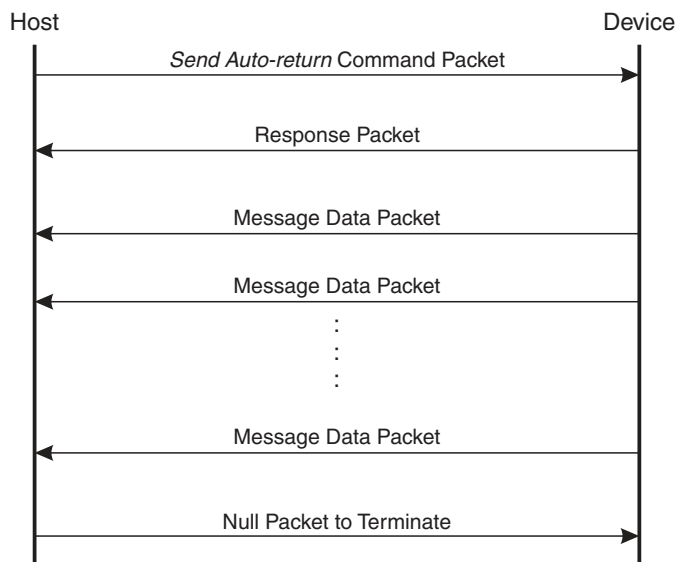 Host Device
Send Auto-return Command Packet
Response Packet
Message Data Packet
Message Data Packet
:
:
:
Message Data Packet
Null Packet to Terminate